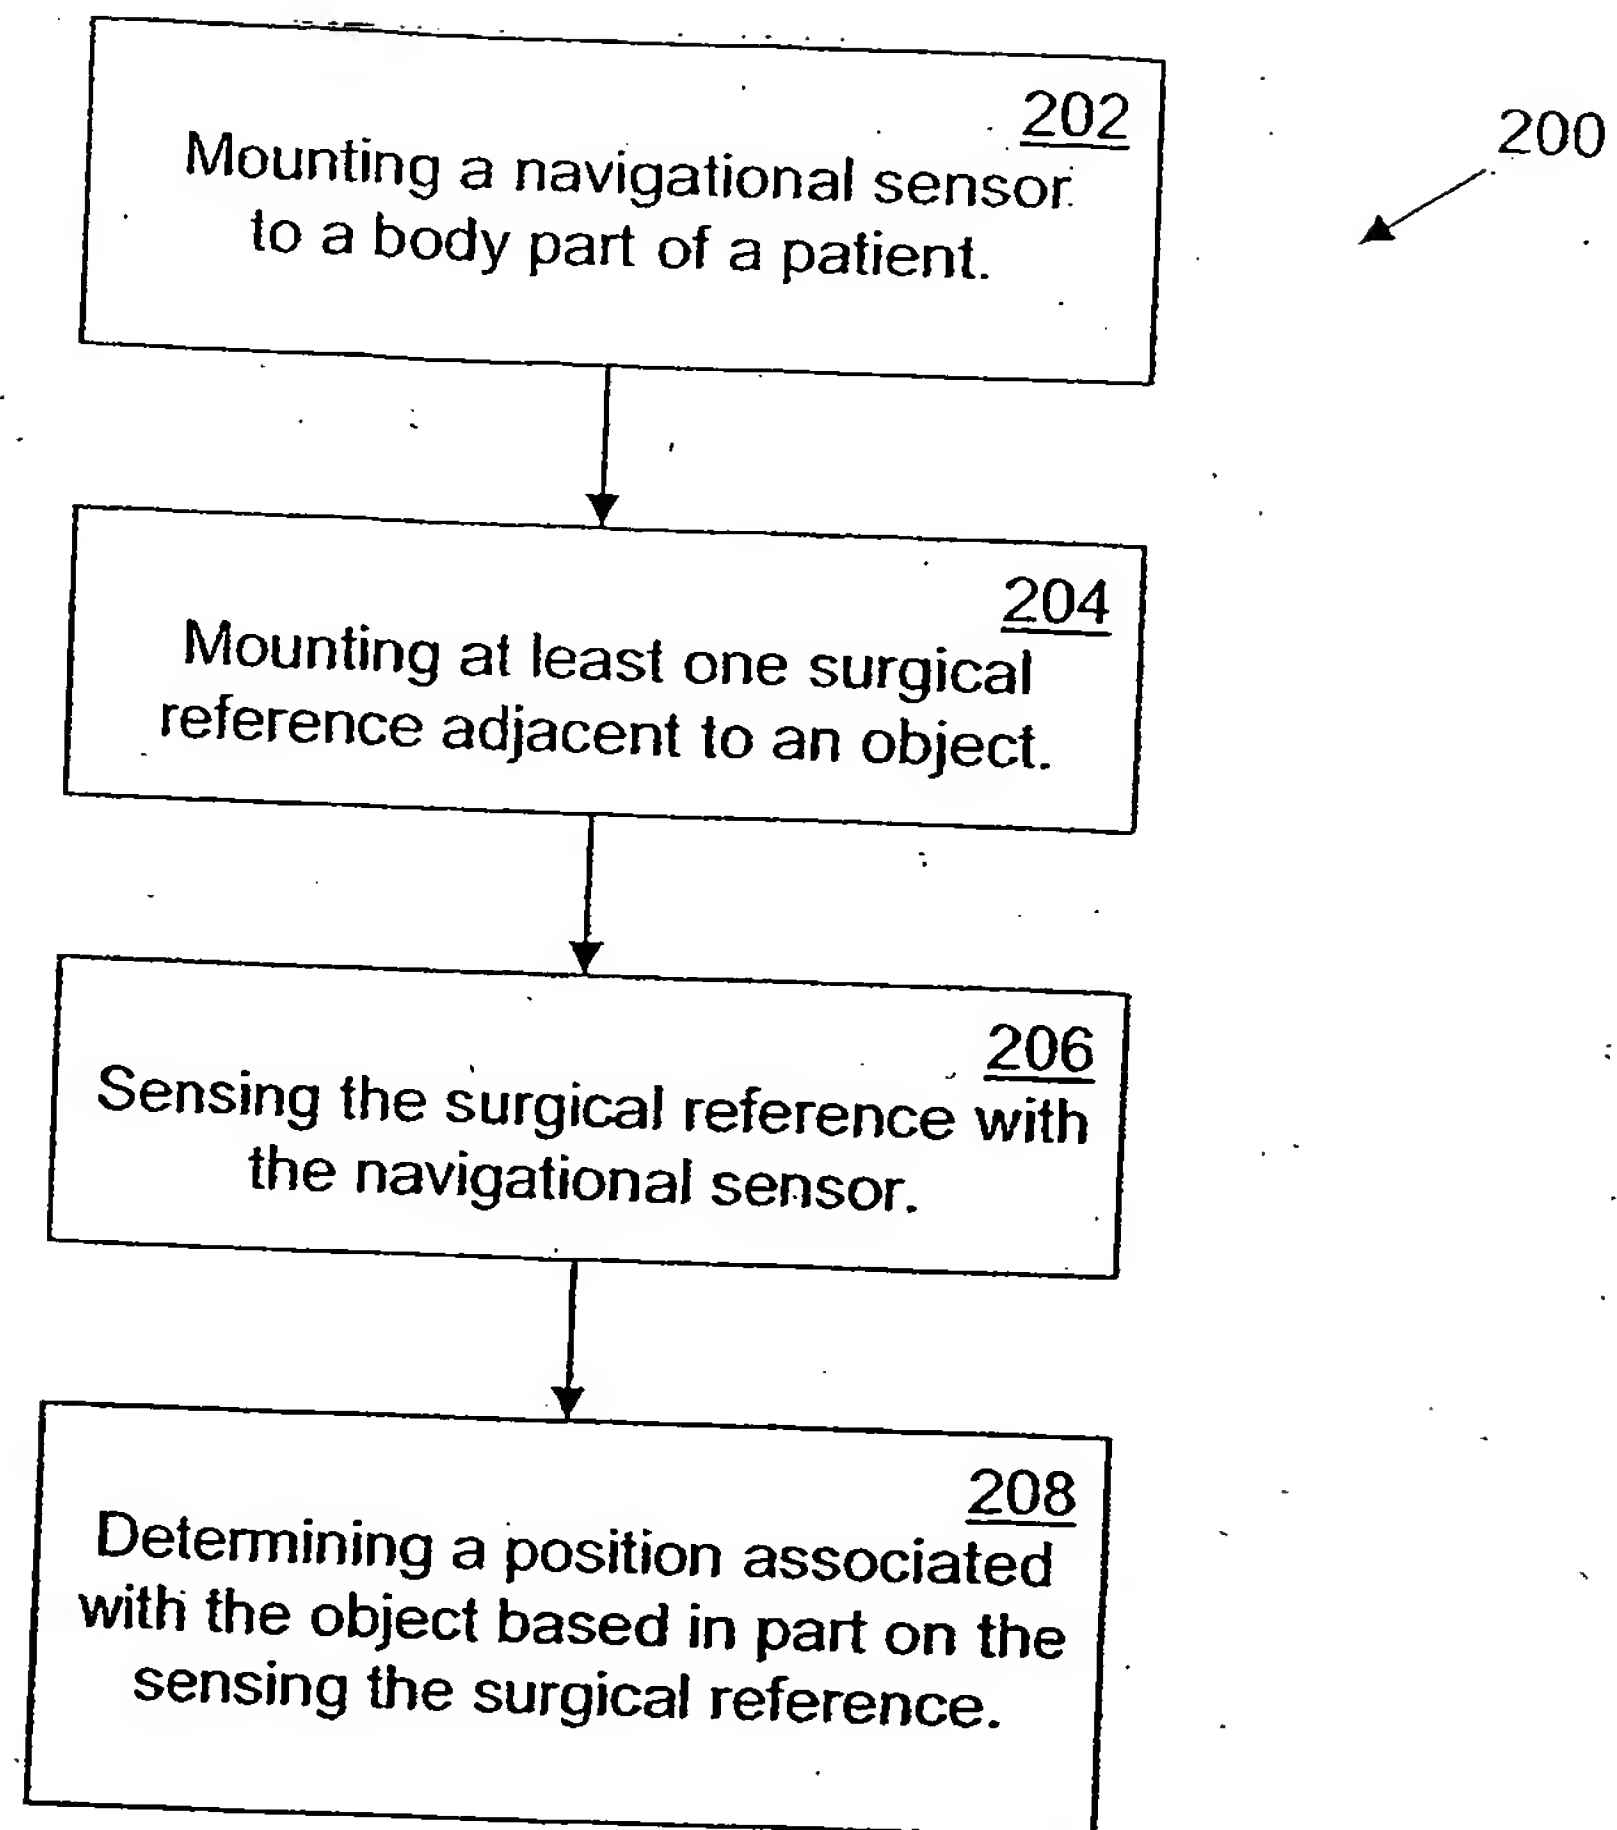 202
200
Mounting a navigational sensor
to a body part of a patient.
204
Mounting at least one surgical
reference adjacent to an object.
206
Sensing the surgical reference with
the navigational sensor.
208
Determining a position associated
with the object based in part on the
sensing the surgical reference.